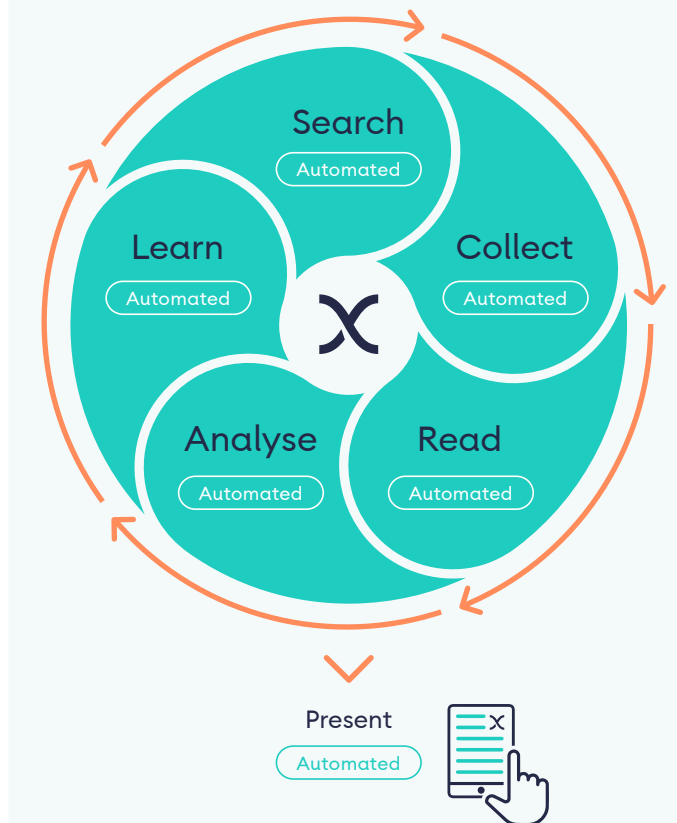 Search
Automated
Learn
Automated
Collect
Automated
Analyse
Automated
Read
Automated
Present
Automated